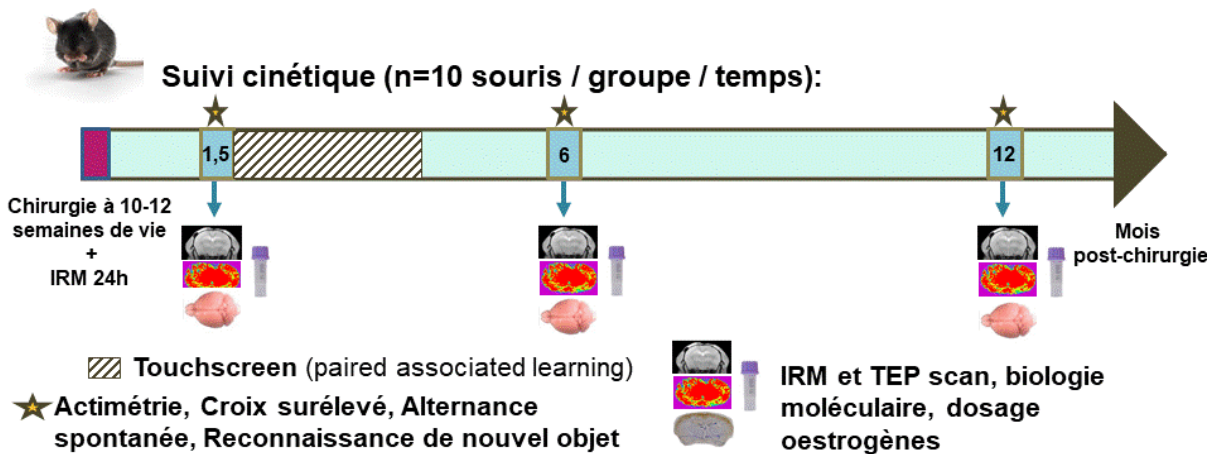 Suivi cinétique (n=10 souris / groupe / temps):
1,5
6
12
Chirurgie à 10-12
semaines de vie
+
IRM 24h
Mois
post-chirurgie
Touchscreen (paired associated learning)
Actimétrie, Croix surélevé, Alternance
spontanée, Reconnaissance de nouvel objet
IRM et TEP scan, biologie
moléculaire, dosage
oestrogènes